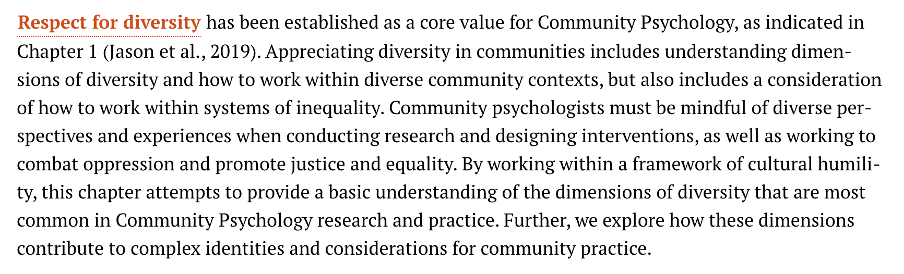 Respect for diversity has been established as a core value for Community Psychology, as indicated in
Chapter 1 (Jason et al., 2019). Appreciating diversity in communities includes understanding dimen-
sions of diversity and how to work within diverse community contexts, but also includes a consideration
of how to work within systems of inequality. Community psychologists must be mindful of diverse per-
spectives and experiences when conducting research and designing interventions, as well as working to
combat oppression and promote justice and equality. By working within a framework of cultural humili-
ty, this chapter attempts to provide a basic understanding of the dimensions of diversity that are most
common in Community Psychology research and practice. Further, we explore how these dimensions
contribute to complex identities and considerations for community practice.